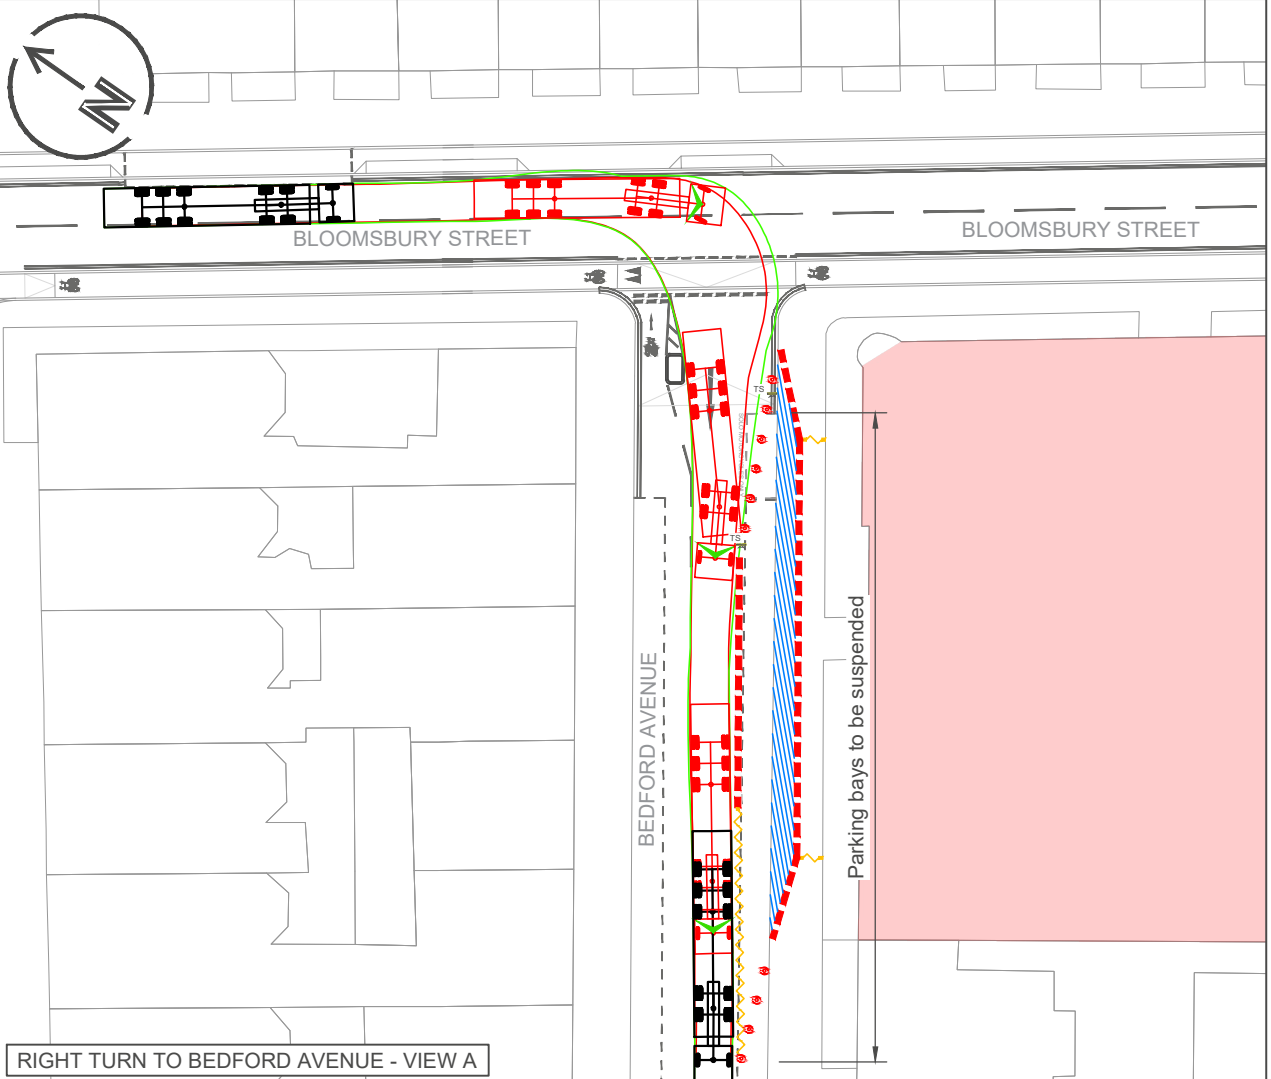 N
BLOOMSBURY STREET
BLOOMSBURY STREET
TS
TS
BEDFORD AVENUE
Parking bays to be suspended
RIGHT TURN TO BEDFORD AVENUE - VIEW A